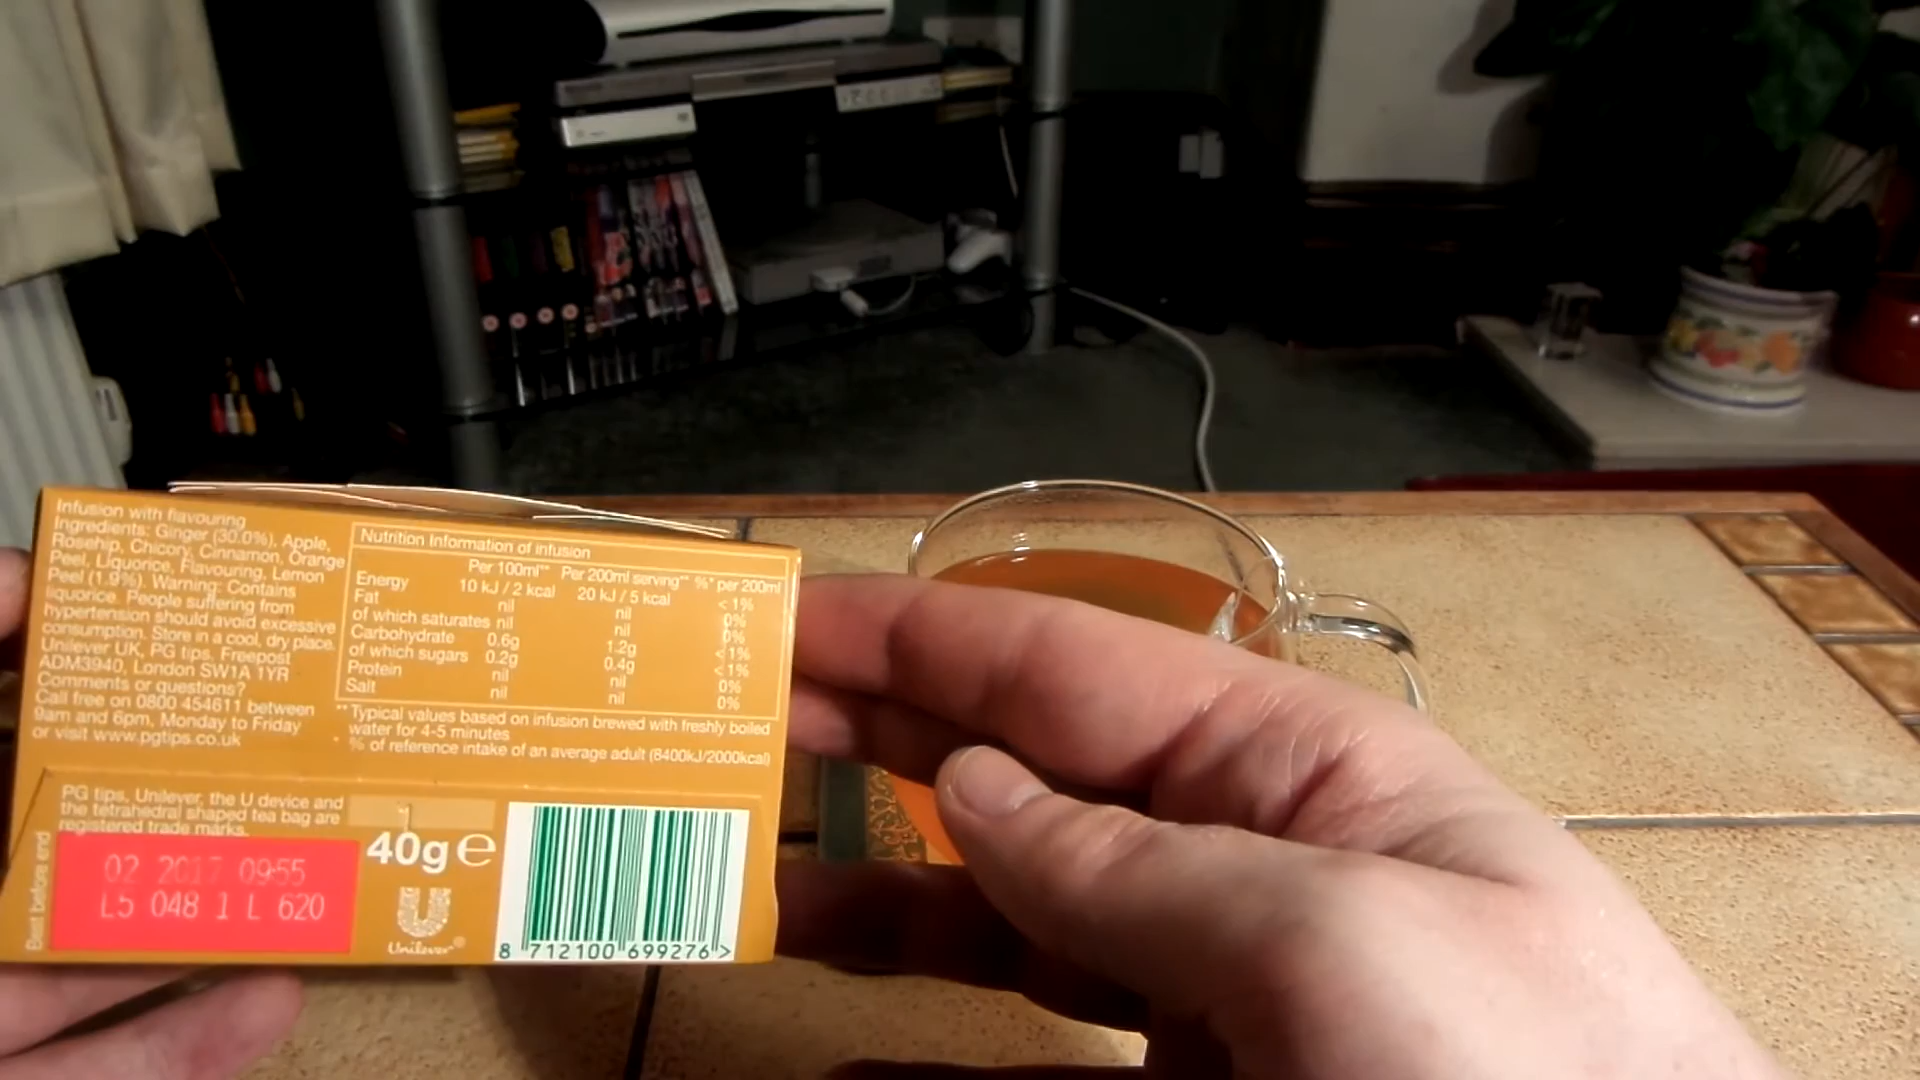 Infusion with flavouring
Ingredients: Ginger (30.0%), Apple,
Rosehip, Chicory, Cinnamon, Orange
Peel, Liquorice, Flavouring, Lemon
Peel (1.9%). Warning: Contains
liquorice. People suffering from
hypertension should avoid excessive
consumption. Store in a cool, dry place.
Unilever UK, PG tips, Freepost
ADM3940, London SW1A 1YR
Comments or questions?
Call free on 0800 454611 between
9am and 6pm, Monday to Friday
or visit www.pgtips.co.uk
Nutrition Information of infusion
Per 100ml** Per 200ml serving** %* per 200ml
Energy 10 kJ / 2 kcal 20 kJ / 5 kcal <1%
Fat nil nil 0%
of which saturates nil nil 0%
Carbohydrate 0.6g 1.2g <1%
of which sugars 0.2g 0.4g <1%
Protein nil nil 0%
Salt nil nil 0%
** Typical values based on infusion brewed with freshly boiled
water for 4-5 minutes
* % of reference intake of an average adult (8400kJ/2000kcal)
PG tips, Unilever, the U device and
the tetrahedral shaped tea bag are
registered trade marks.
Best before end
02 2017 09:55
L5 048 1 L 620
40g e
Unilever®
8 712100 699276 >